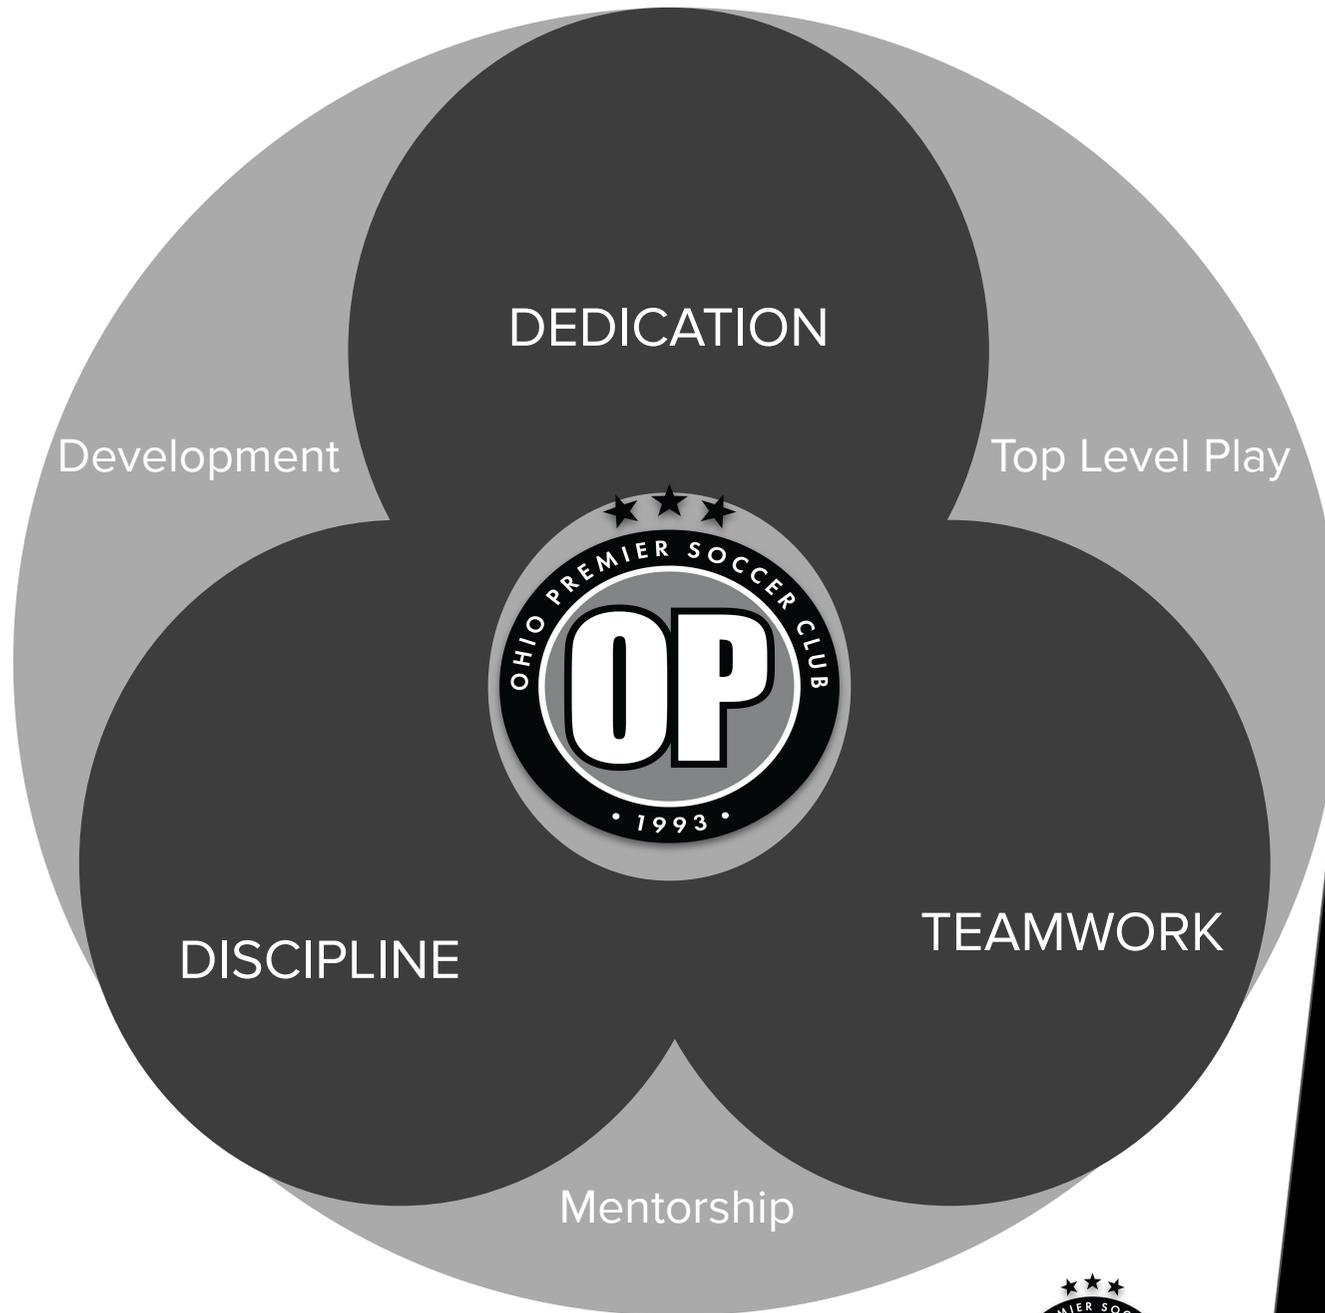 DEDICATION
Development
Top Level Play
OHIO PREMIER SOCCER CLUB
OP
• 1993 •
TEAMWORK
DISCIPLINE
Mentorship